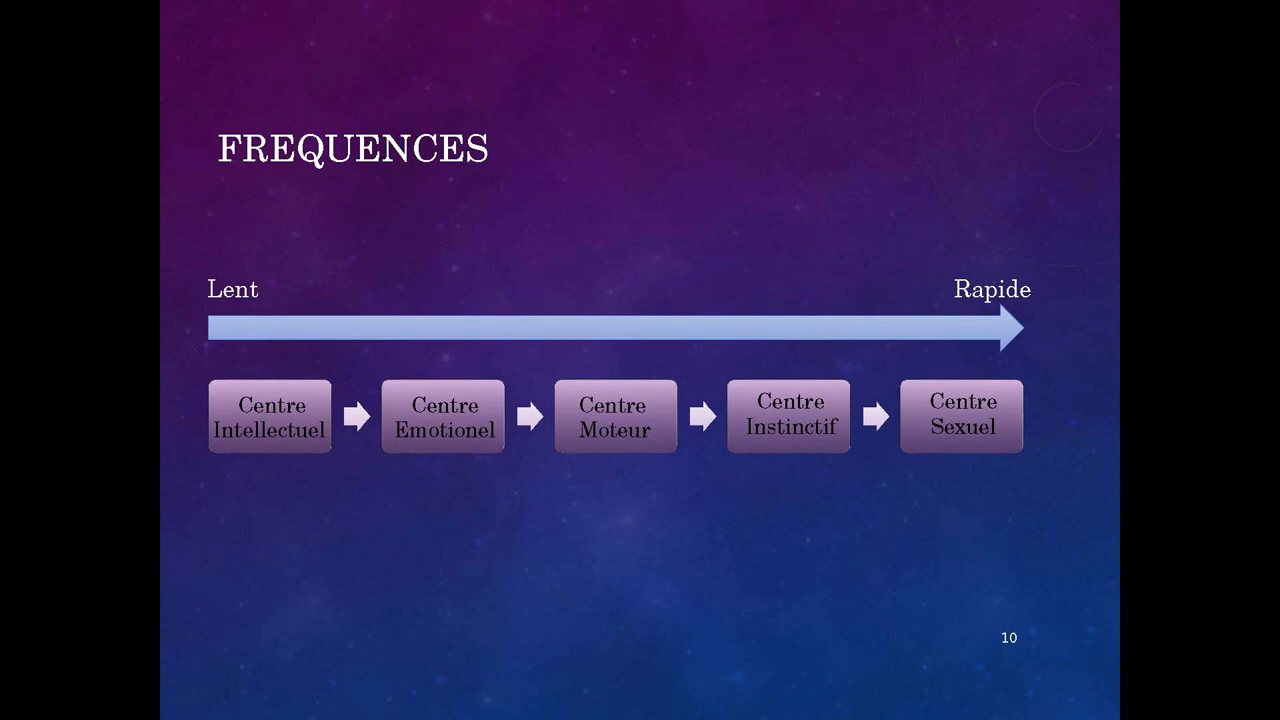 FREQUENCES
Lent
Rapide
Centre
Intellectuel
Centre
Emotionel
Centre
Moteur
Centre
Instinctif
Centre
Sexuel
10